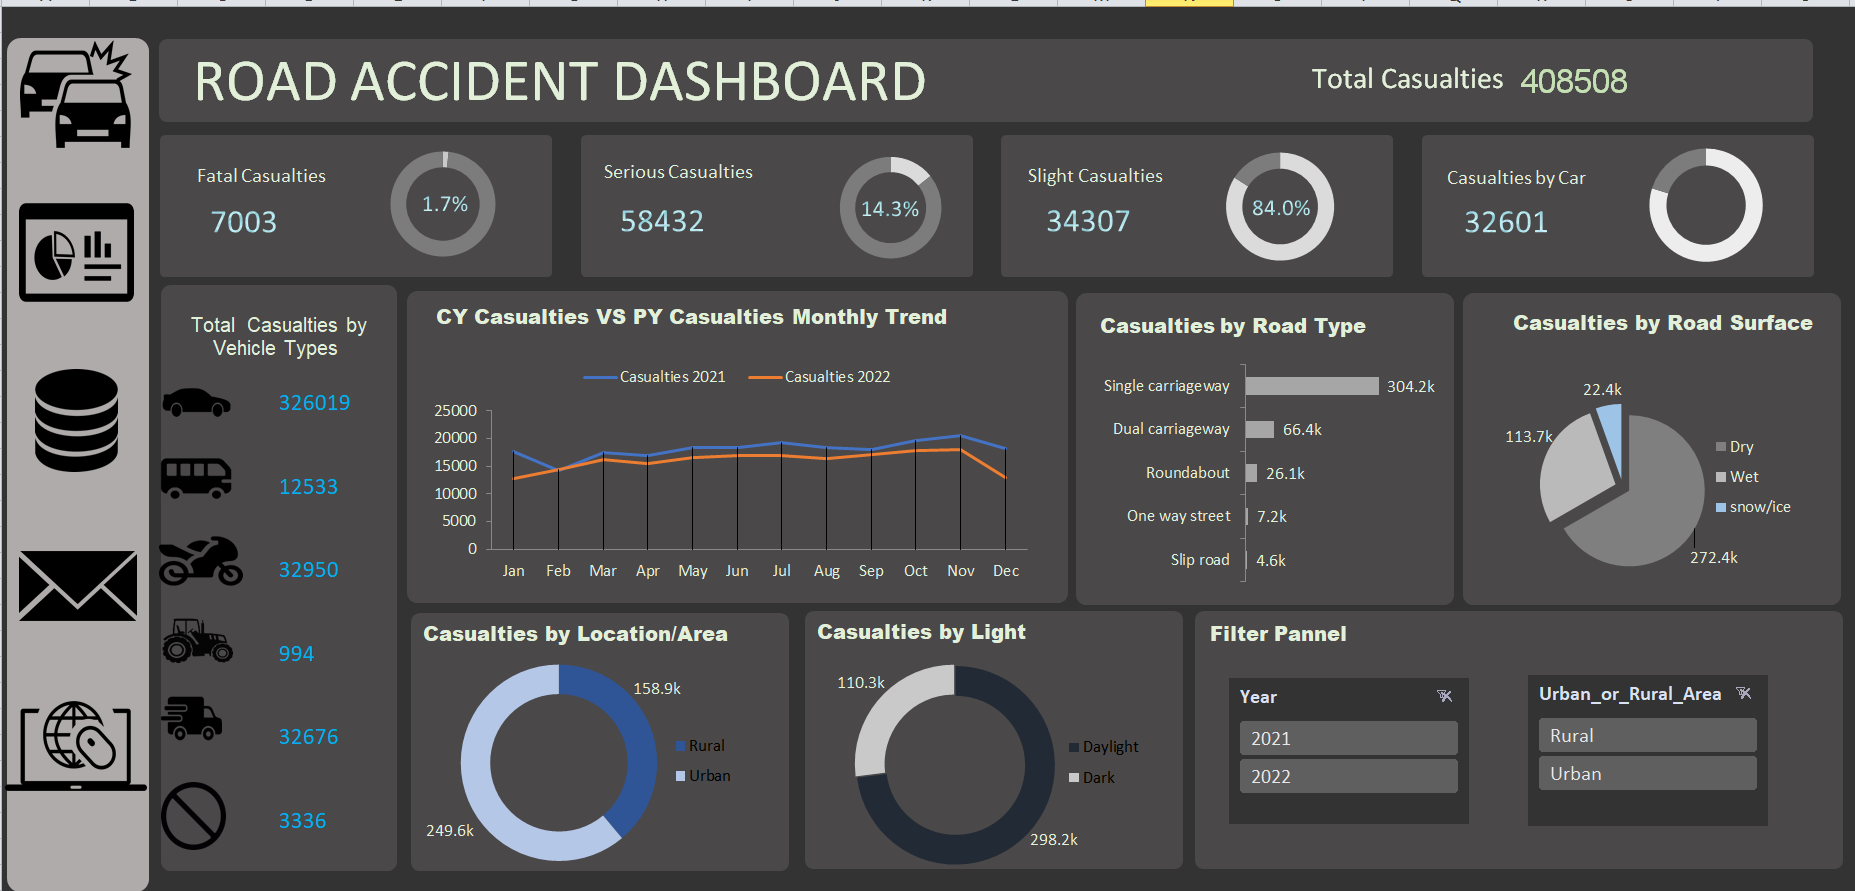 ROAD ACCIDENT DASHBOARD
Total Casualties 408508
Fatal Casualties
7003
1.7%
Serious Casualties
58432
14.3%
Slight Casualties
34307
84.0%
Casualties by Car
32601
Total Casualties by
Vehicle Types
326019
12533
32950
994
32676
3336
CY Casualties VS PY Casualties Monthly Trend
Casualties 2021 Casualties 2022
25000
20000
15000
10000
5000
0
Jan Feb Mar Apr May Jun Jul Aug Sep Oct Nov Dec
Casualties by Road Type
Single carriageway 304.2k
Dual carriageway 66.4k
Roundabout 26.1k
One way street 7.2k
Slip road 4.6k
Casualties by Road Surface
22.4k
113.7k
272.4k
Dry
Wet
snow/ice
Casualties by Location/Area
158.9k
249.6k
Rural
Urban
Casualties by Light
110.3k
298.2k
Daylight
Dark
Filter Pannel
Year
2021
2022
Urban_or_Rural_Area
Rural
Urban